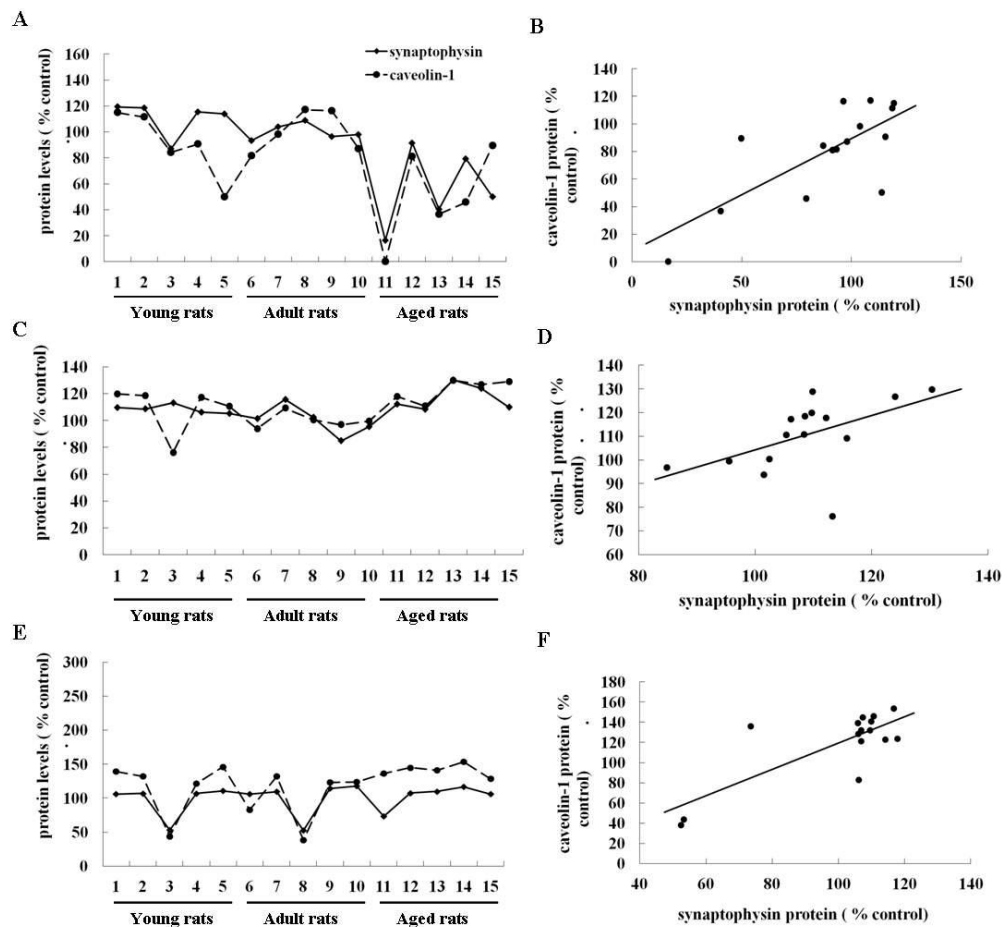 A
160
140
120
100
80
60
40
20
0
protein levels ( % control)
synaptophysin
caveolin-1
1 2 3 4 5 6 7 8 9 10 11 12 13 14 15
Young rats Adult rats Aged rats
B
140
120
100
80
60
40
20
0
caveolin-1 protein ( %
control)
0 50 100 150
synaptophysin protein ( % control)
C
140
120
100
80
60
40
20
0
protein levels ( % control)
1 2 3 4 5 6 7 8 9 10 11 12 13 14 15
Young rats Adult rats Aged rats
D
140
130
120
110
100
90
80
70
60
caveolin-1 protein ( %
control)
80 100 120 140
synaptophysin protein ( % control)
E
300
250
200
150
100
50
0
protein levels ( % control)
1 2 3 4 5 6 7 8 9 10 11 12 13 14 15
Young rats Adult rats Aged rats
F
180
160
140
120
100
80
60
40
20
0
caveolin-1 protein ( %
control)
40 60 80 100 120 140
synaptophysin protein ( % control)